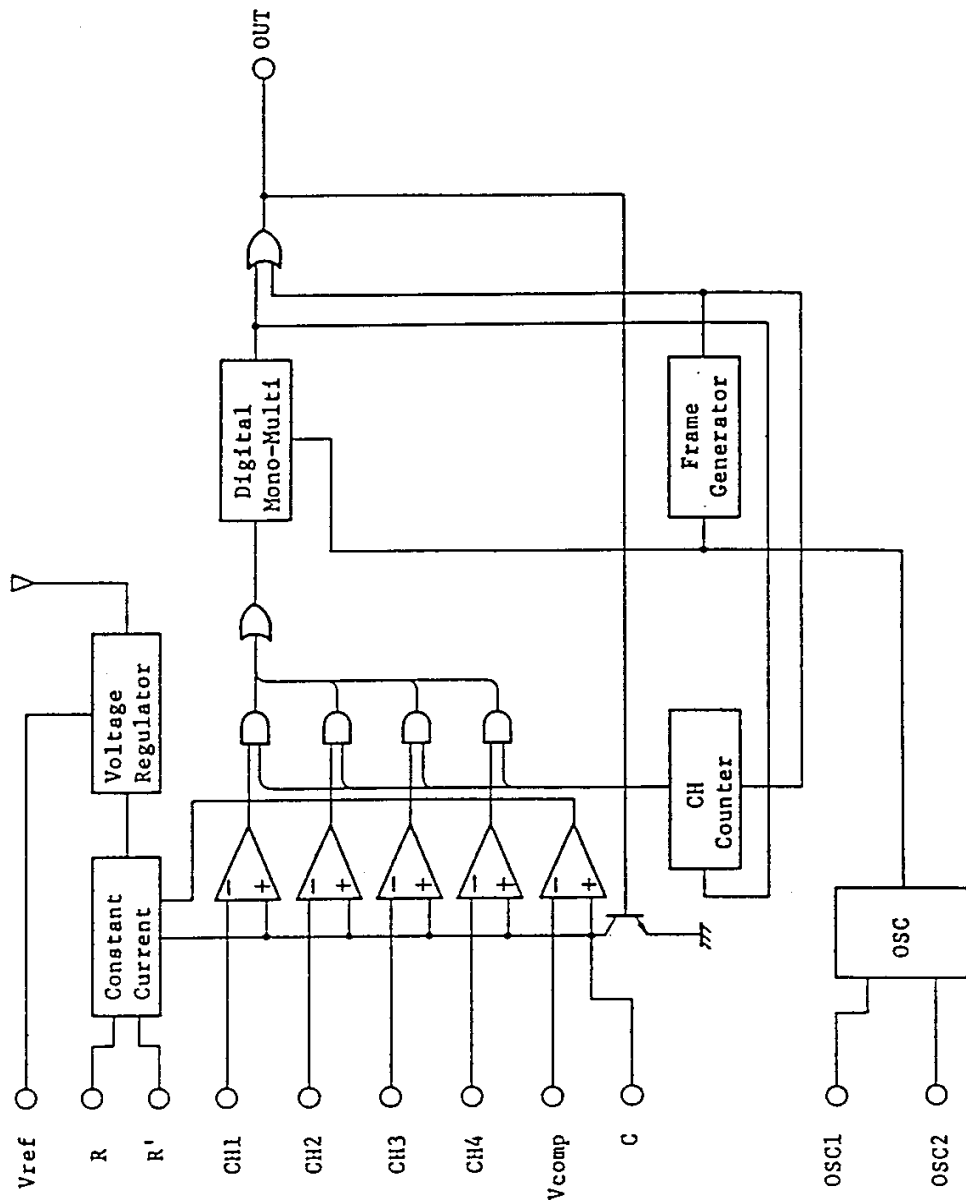 Vref
R
R'
CH1
CH2
CH3
CH4
Vcomp
C
OSC1
OSC2
Constant
Current
Voltage
Regulator
-
+
-
+
-
+
-
+
-
+
Digital
Mono-Multi
CH
Counter
Frame
Generator
OSC
OUT